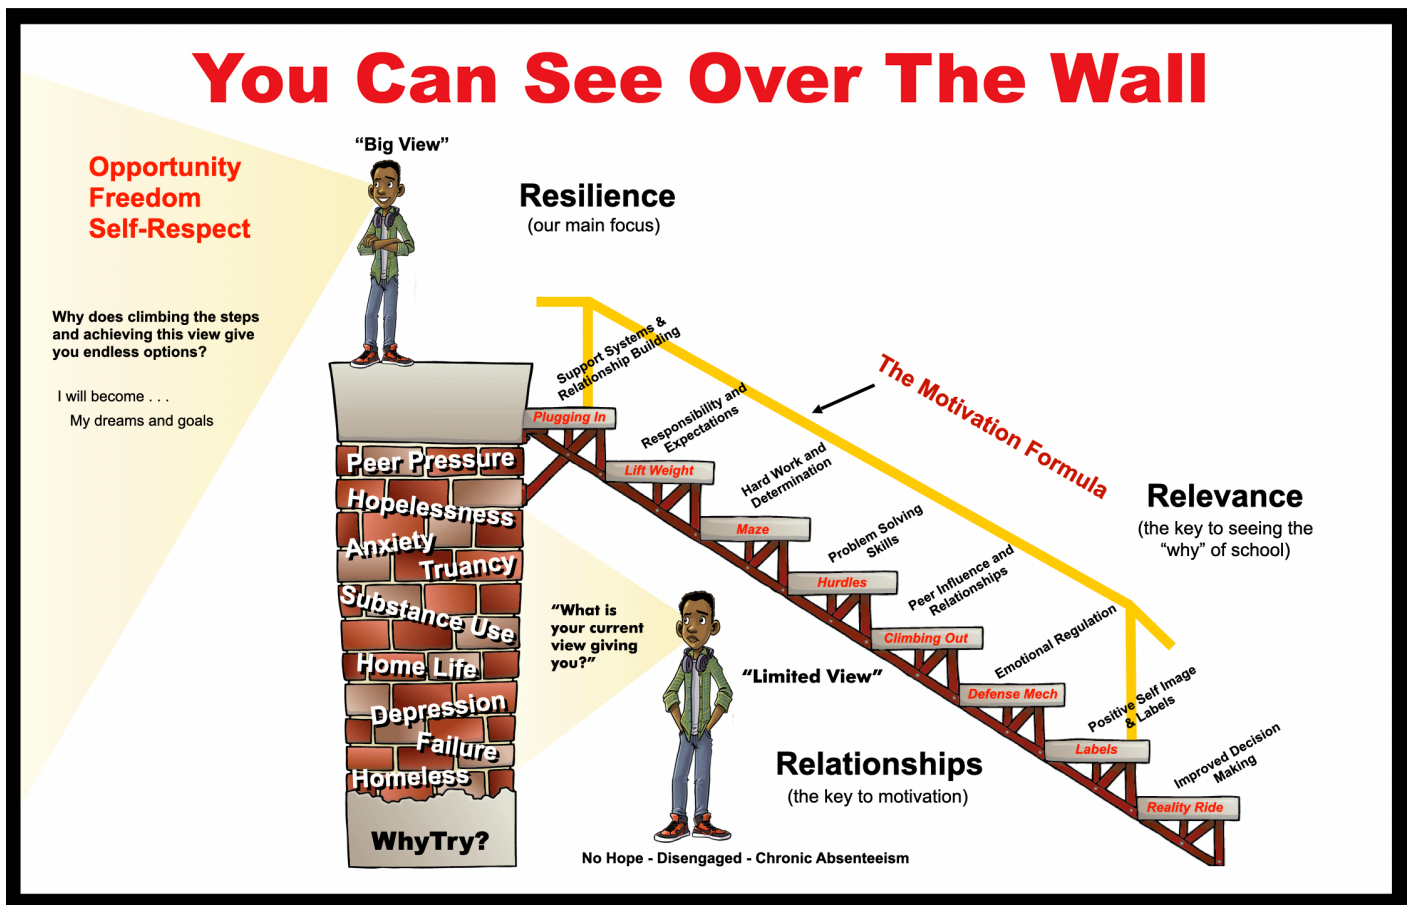 You Can See Over The Wall
“Big View”
Opportunity
Freedom
Self-Respect
Resilience
(our main focus)
Why does climbing the steps
and achieving this view give
you endless options?
I will become . . .
My dreams and goals
Support Systems &
Relationship Building
Plugging In
Responsibility and
Expectations
Lift Weight
Hard Work and
Determination
Maze
Problem Solving
Skills
Hurdles
Peer Influence and
Relationships
Climbing Out
Emotional Regulation
Defense Mech
Positive Self Image
& Labels
Labels
Improved Decision
Making
Reality Ride
The Motivation Formula
Relevance
(the key to seeing the
“why” of school)
Peer Pressure
Hopelessness
Anxiety
Truancy
Substance Use
Home Life
Depression
Failure
Homeless
WhyTry?
“What is
your current
view giving
you?”
“Limited View”
Relationships
(the key to motivation)
No Hope - Disengaged - Chronic Absenteeism